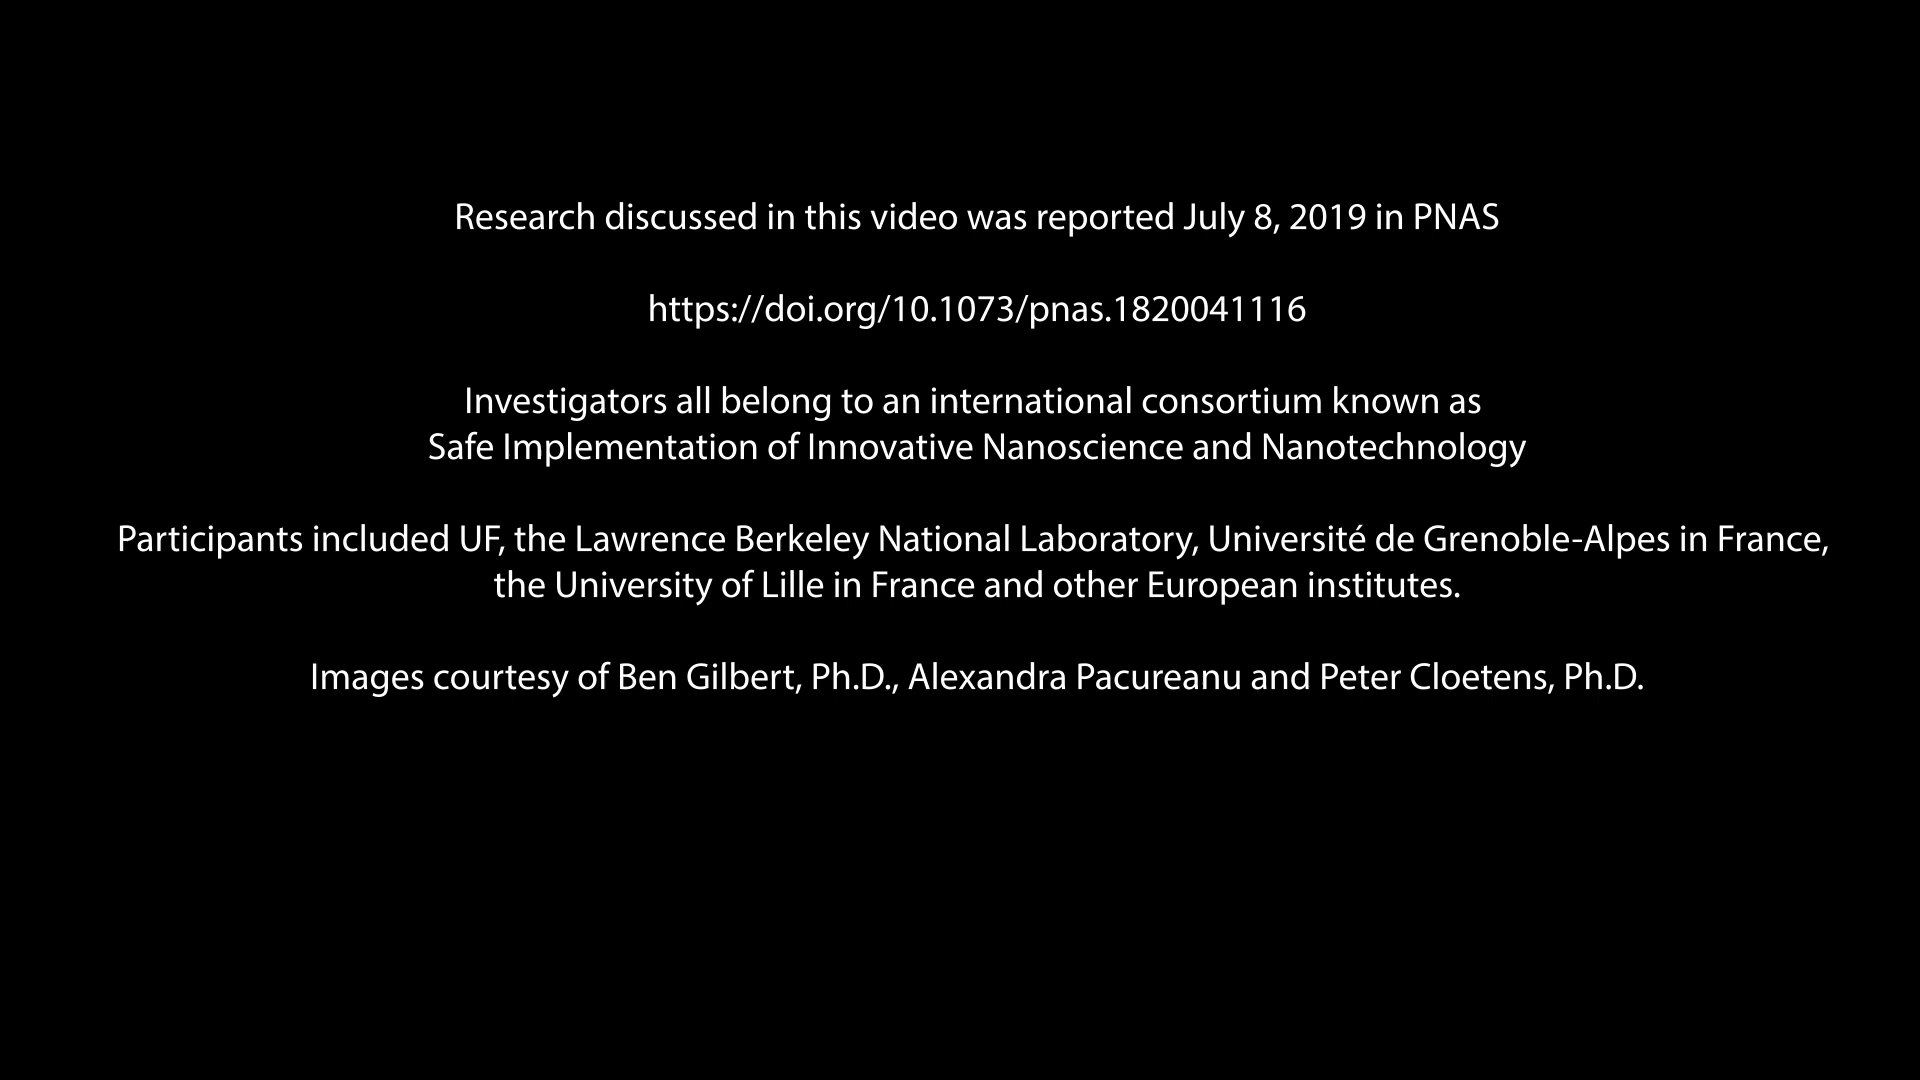 Research discussed in this video was reported July 8, 2019 in PNAS
https://doi.org/10.1073/pnas.1820041116
Investigators all belong to an international consortium known as
Safe Implementation of Innovative Nanoscience and Nanotechnology
Participants included UF, the Lawrence Berkeley National Laboratory, Université de Grenoble-Alpes in France,
the University of Lille in France and other European institutes.
Images courtesy of Ben Gilbert, Ph.D., Alexandra Pacureanu and Peter Cloetens, Ph.D.